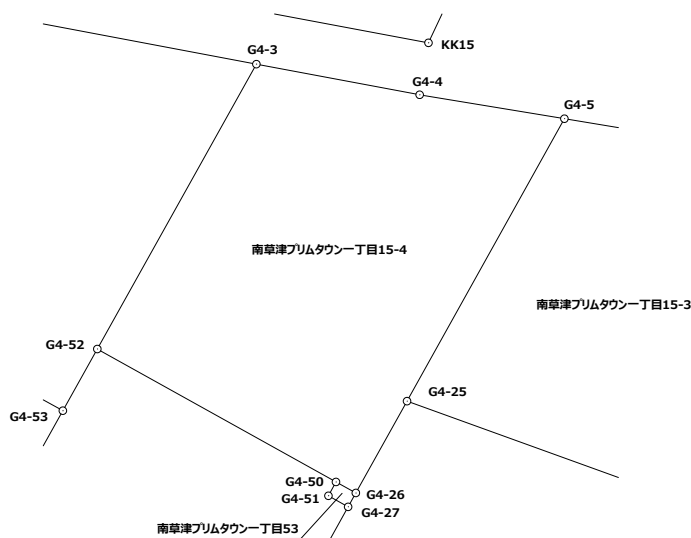 KK15
G4-3
G4-4
G4-5
南草津プリムタウン一丁目15-4
南草津プリムタウン一丁目15-3
G4-52
G4-25
G4-53
G4-50
G4-51
G4-26
G4-27
南草津プリムタウン一丁目53